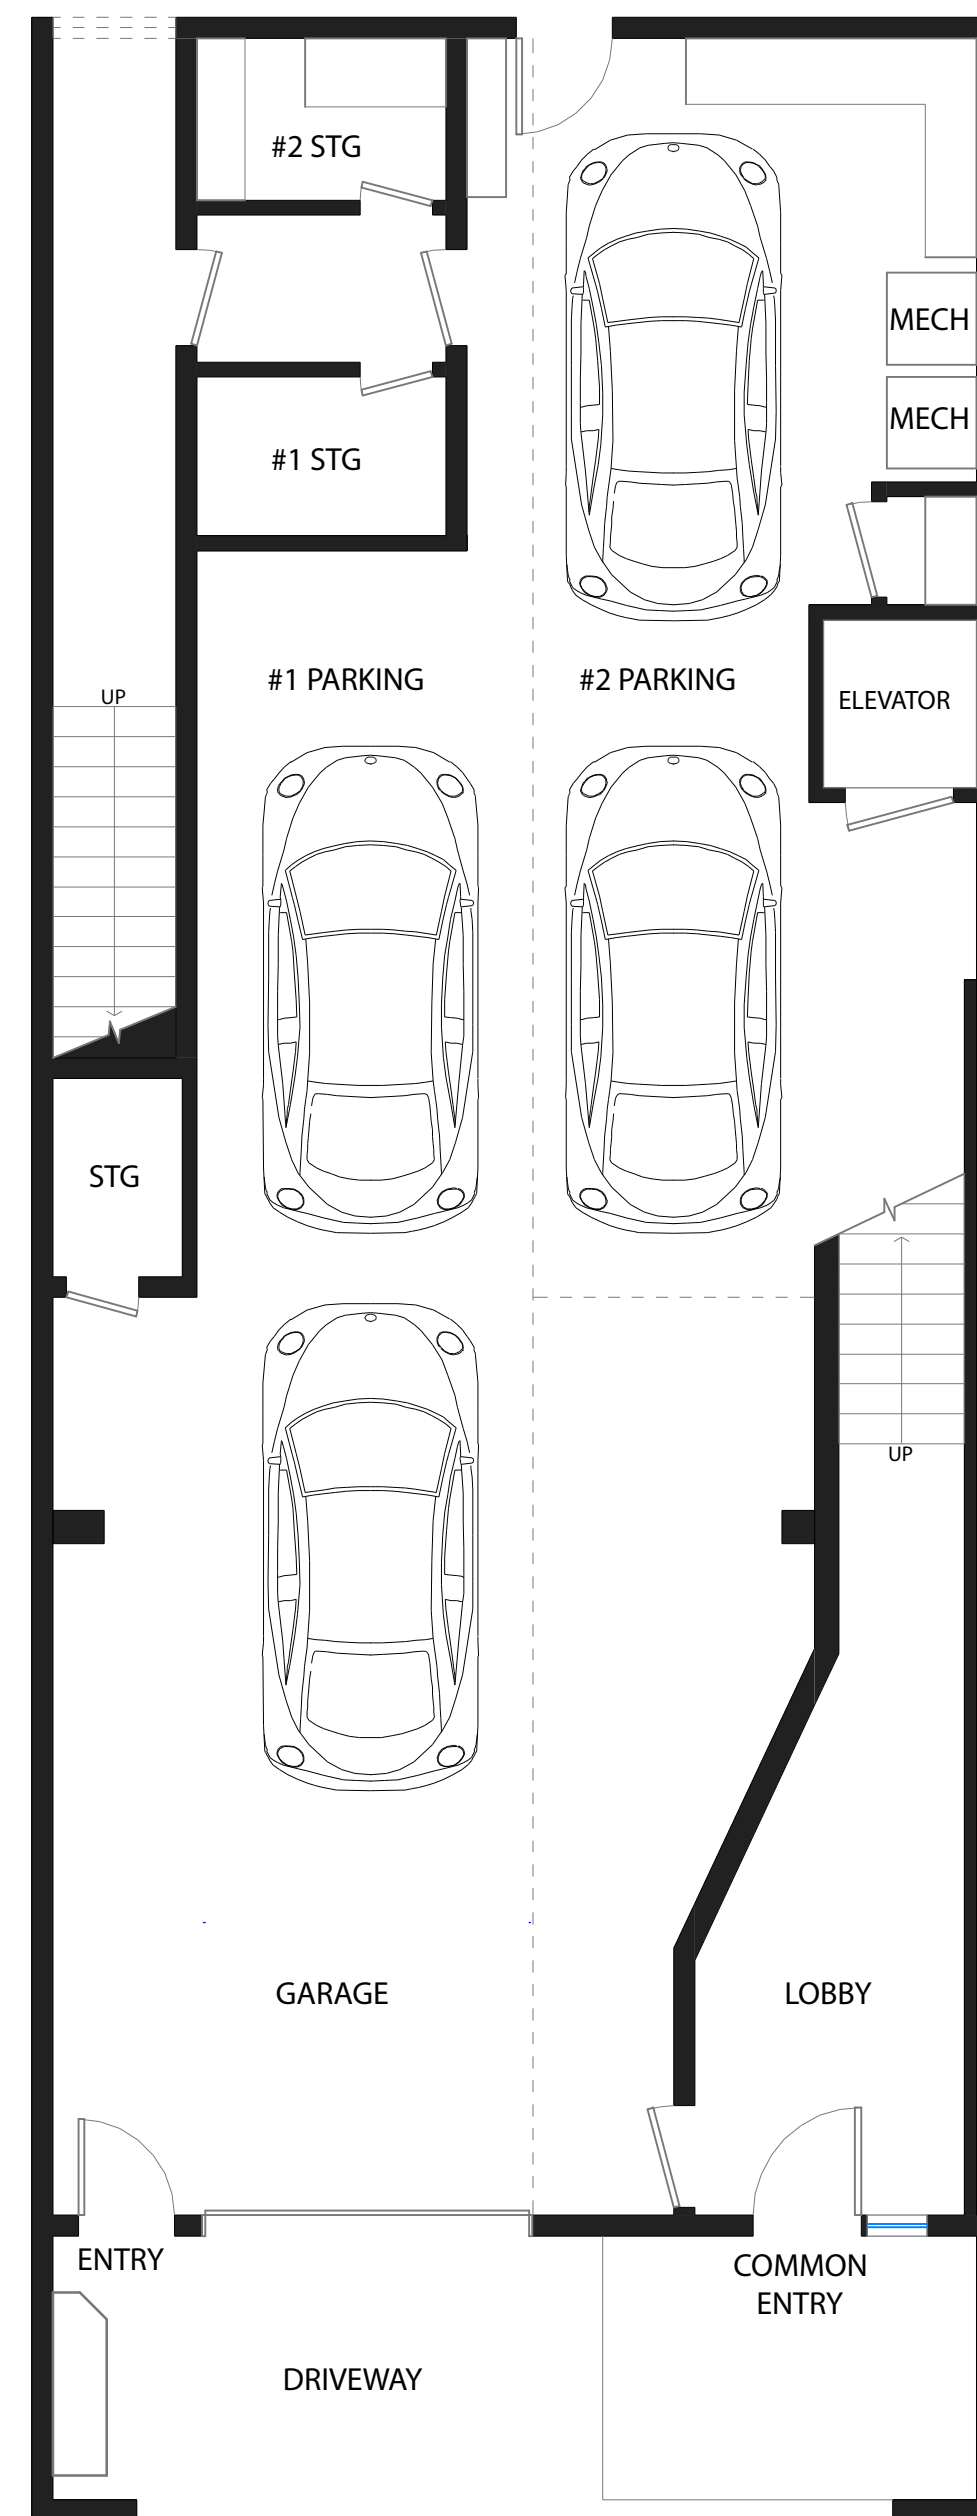 #2 STG
MECH
MECH
#1 STG
#1 PARKING
#2 PARKING
UP
ELEVATOR
STG
UP
GARAGE
LOBBY
ENTRY
COMMON
ENTRY
DRIVEWAY